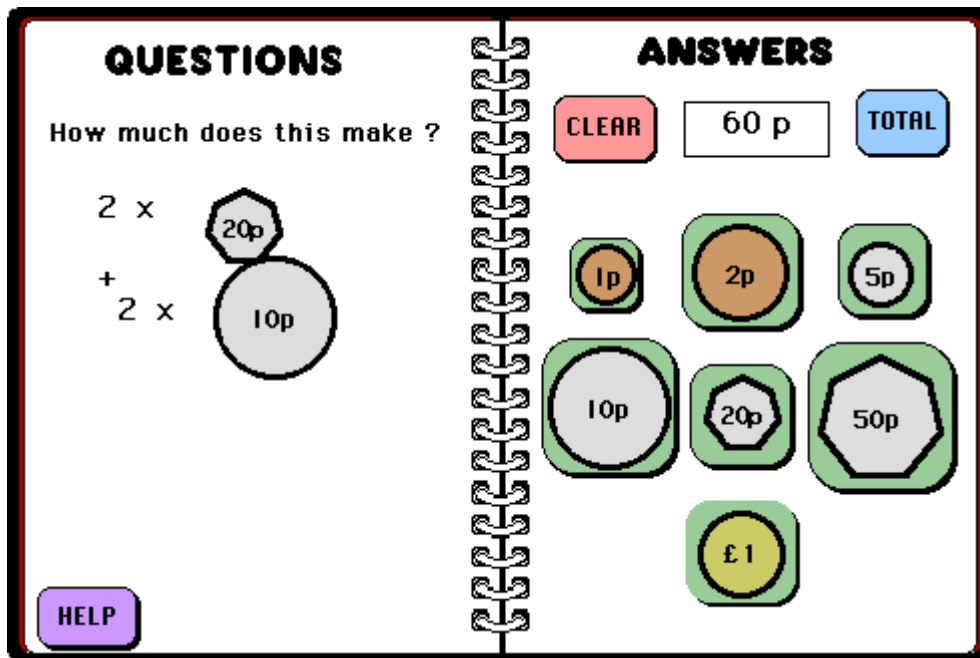 QUESTIONS
How much does this make ?
2 x
20p
+
2 x
10p
HELP
ANSWERS
CLEAR
60 p
TOTAL
1p
2p
5p
10p
20p
50p
£1